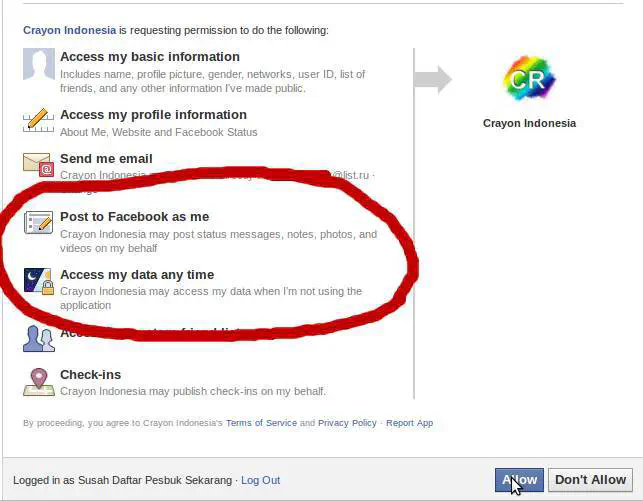 Crayon Indonesia is requesting permission to do the following:
Access my basic information
Includes name, profile picture, gender, networks, user ID, list of
friends, and any other information I've made public.
CR
Crayon Indonesia
Access my profile information
About Me, Website and Facebook Status
Send me email
Crayon Indonesia @list.ru ·
Post to Facebook as me
Crayon Indonesia may post status messages, notes, photos, and
videos on my behalf
Access my data any time
Crayon Indonesia may access my data when I'm not using the
application
Check-ins
Crayon Indonesia may publish check-ins on my behalf.
By proceeding, you agree to Crayon Indonesia's Terms of Service and Privacy Policy · Report App
Logged in as Susah Daftar Pesbuk Sekarang · Log Out
Allow
Don't Allow